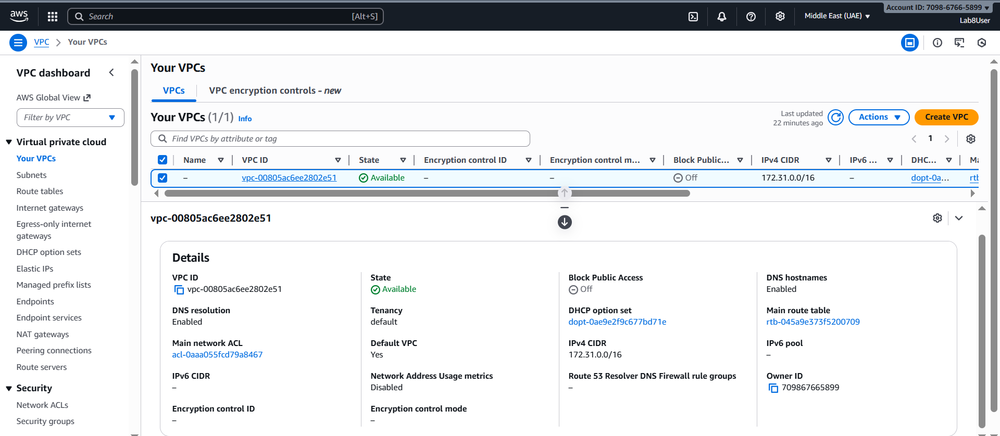 aws
Search [Alt+S]
Middle East (UAE)
Account ID: 7098-6766-5899
Lab8User
VPC
Your VPCs
VPC dashboard
AWS Global View
Filter by VPC
Virtual private cloud
Your VPCs
Subnets
Route tables
Internet gateways
Egress-only internet
gateways
DHCP option sets
Elastic IPs
Managed prefix lists
Endpoints
Endpoint services
NAT gateways
Peering connections
Route servers
Security
Network ACLs
Security groups
Your VPCs
VPCs
VPC encryption controls - new
Your VPCs (1/1) Info
Last updated
22 minutes ago
Actions
Create VPC
Find VPCs by attribute or tag
1
Name VPC ID State Encryption control ID Encryption control m... Block Public... IPv4 CIDR IPv6 ... DHC...
– vpc-00805ac6ee2802e51 Available – – Off 172.31.0.0/16 – dopt-0a... rtb
vpc-00805ac6ee2802e51
Details
VPC ID
vpc-00805ac6ee2802e51
State
Available
Block Public Access
Off
DNS hostnames
Enabled
DNS resolution
Enabled
Tenancy
default
DHCP option set
dopt-0ae9e2f9c677bd71e
Main route table
rtb-045a9e373f5200709
Main network ACL
acl-0aaa055fcd79a8467
Default VPC
Yes
IPv4 CIDR
172.31.0.0/16
IPv6 pool
–
IPv6 CIDR
–
Network Address Usage metrics
Disabled
Route 53 Resolver DNS Firewall rule groups
–
Owner ID
709867665899
Encryption control ID
–
Encryption control mode
–